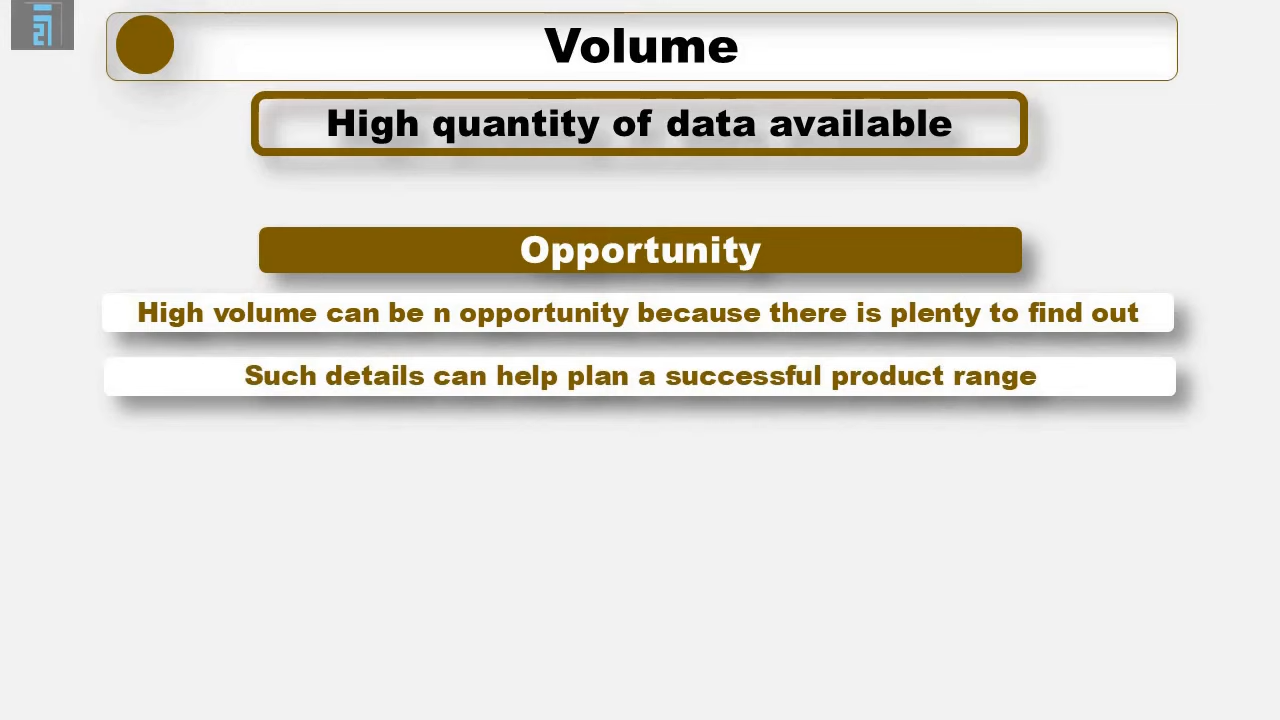 Volume
High quantity of data available
Opportunity
High volume can be n opportunity because there is plenty to find out
Such details can help plan a successful product range